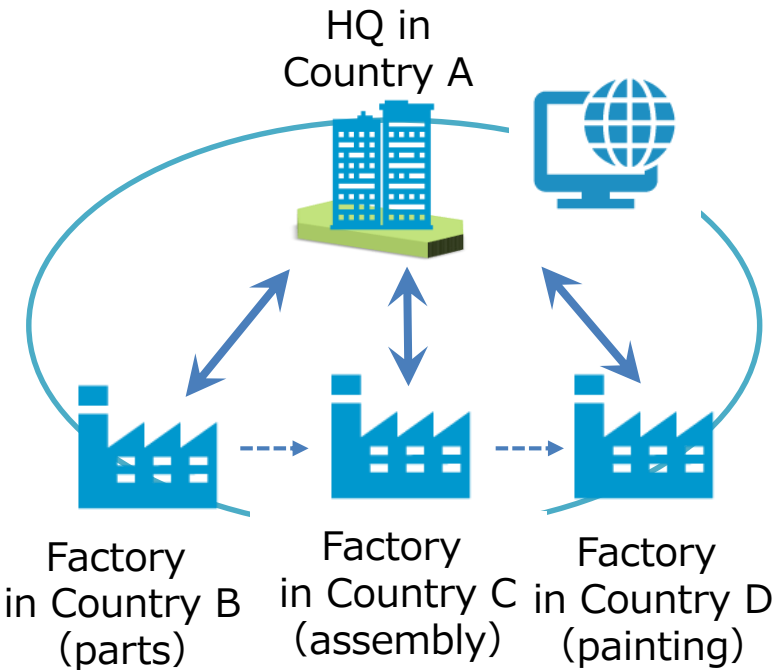 HQ in
Country A
Factory
in Country B
（parts）
Factory
in Country C
（assembly）
Factory
in Country D
（painting）